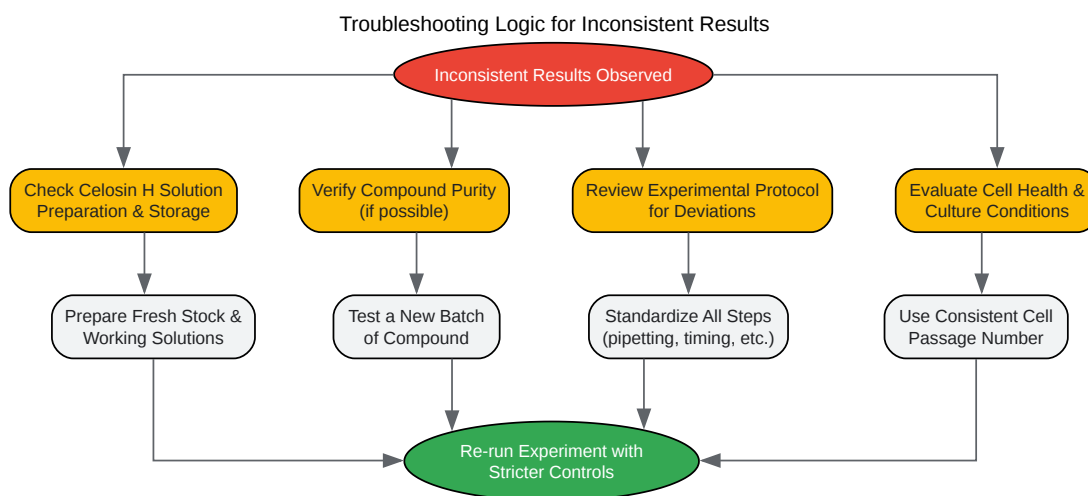 Troubleshooting Logic for Inconsistent Results
Inconsistent Results Observed
Check Celosin H Solution
Preparation & Storage
Verify Compound Purity
(if possible)
Review Experimental Protocol
for Deviations
Evaluate Cell Health &
Culture Conditions
Prepare Fresh Stock &
Working Solutions
Test a New Batch
of Compound
Standardize All Steps
(pipetting, timing, etc.)
Use Consistent Cell
Passage Number
Re-run Experiment with
Stricter Controls